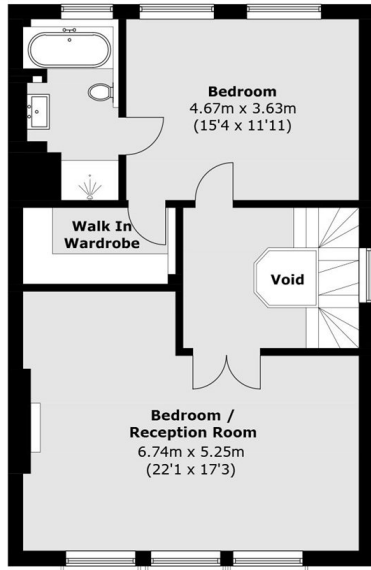 Bedroom
4.67m x 3.63m
(15'4 x 11'11)
Walk In
Wardrobe
Void
Bedroom /
Reception Room
6.74m x 5.25m
(22'1 x 17'3)